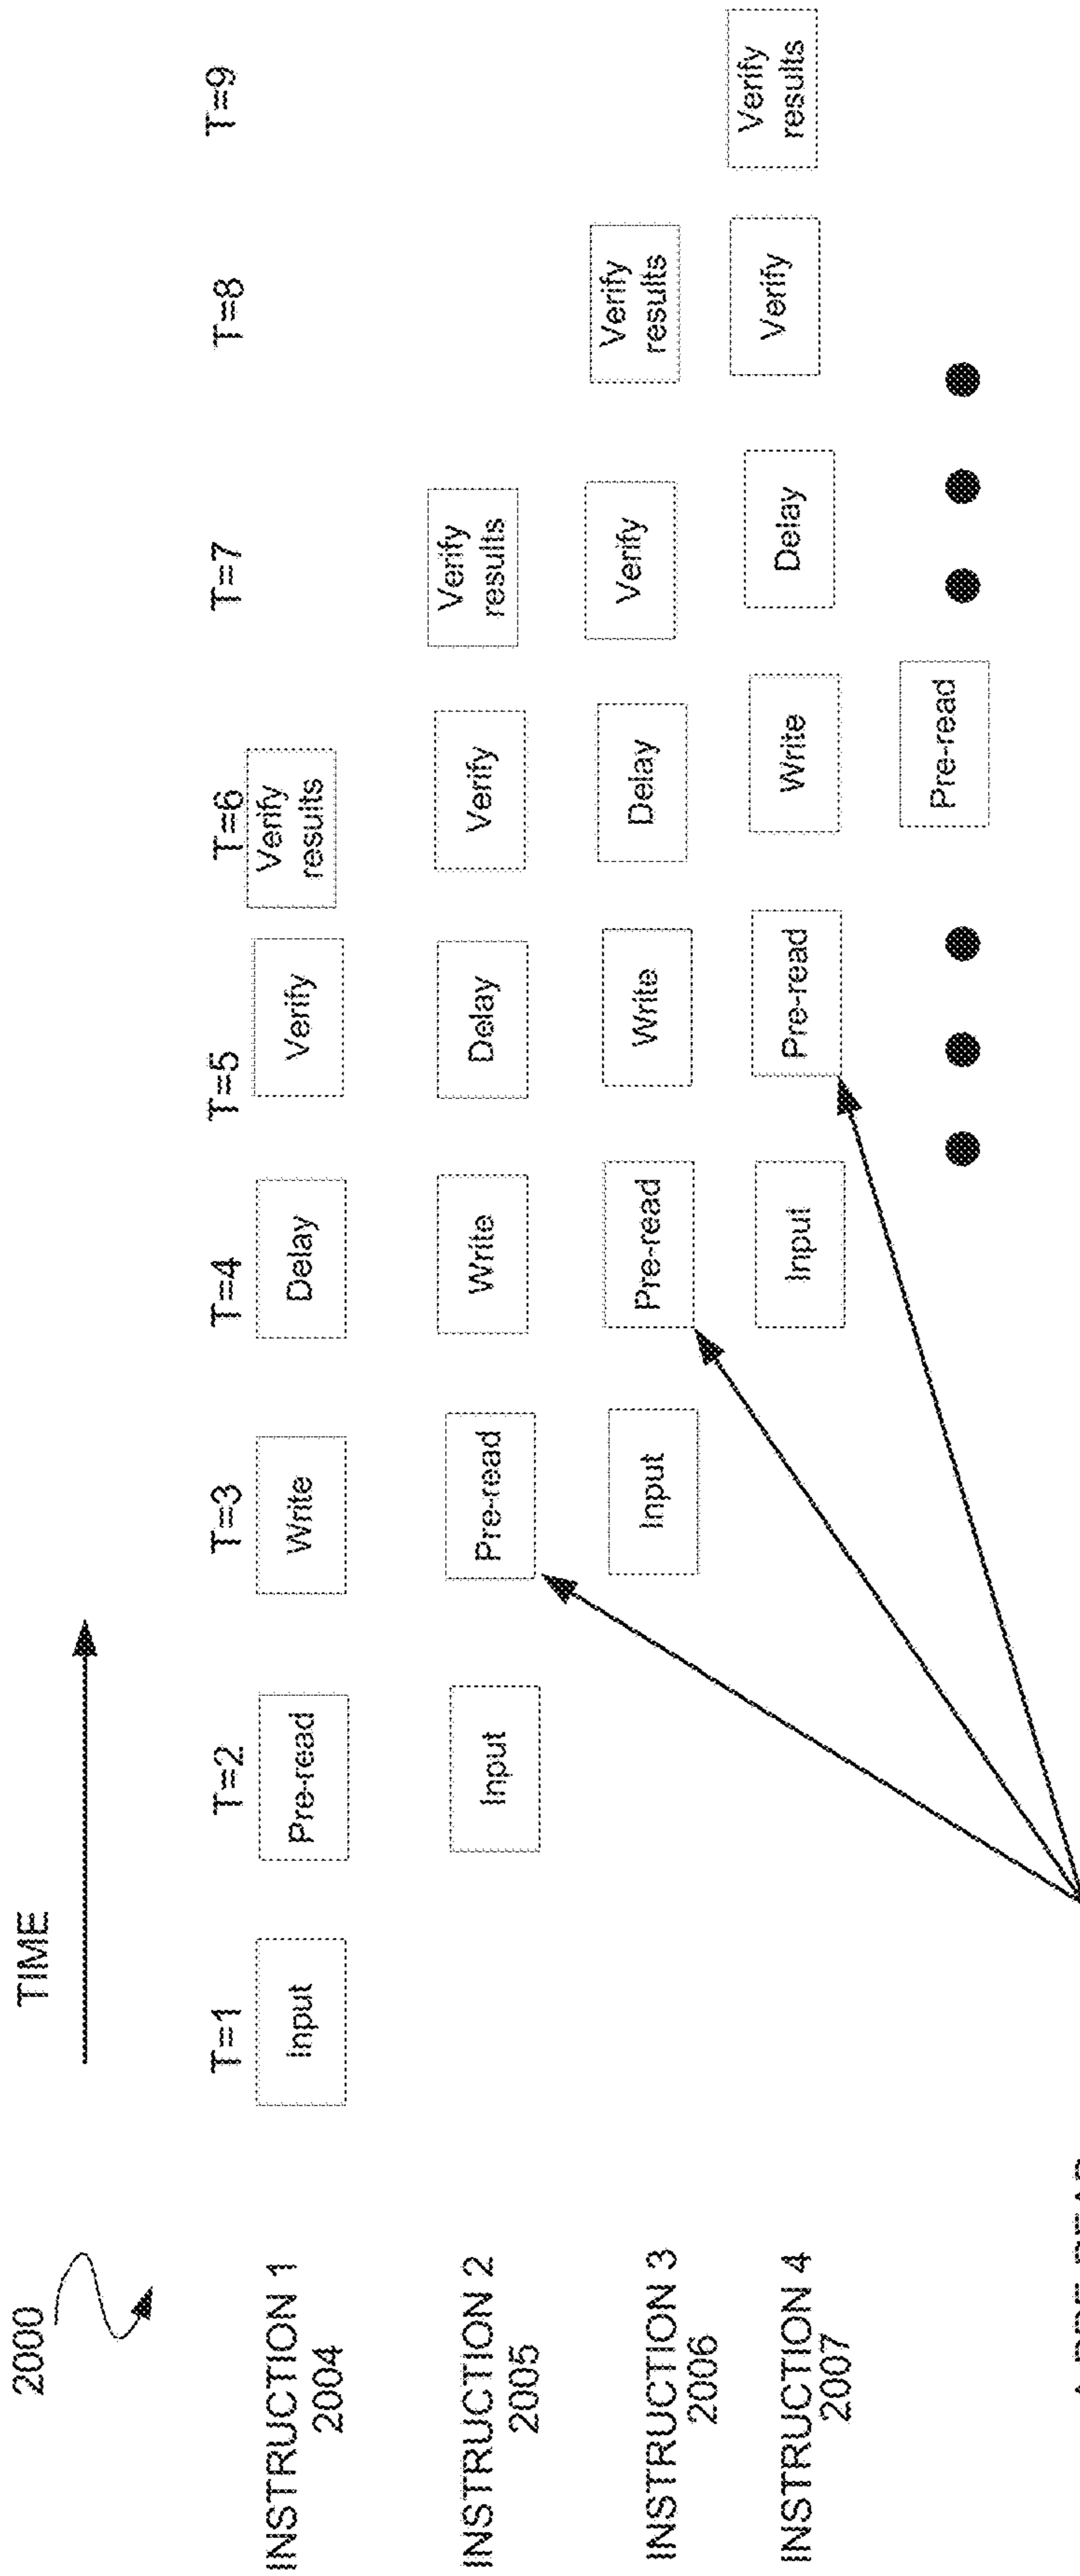 2000
TIME
T=1
T=2
T=3
T=4
T=5
T=6
T=7
T=8
T=9
INSTRUCTION 1
2004
Input
Pre-read
Write
Delay
Verify
Verify
results
INSTRUCTION 2
2005
Input
Pre-read
Write
Delay
Verify
Verify
results
INSTRUCTION 3
2006
Input
Pre-read
Write
Delay
Verify
Verify
results
INSTRUCTION 4
2007
Input
Pre-read
Write
Delay
Verify
Verify
results
Pre-read